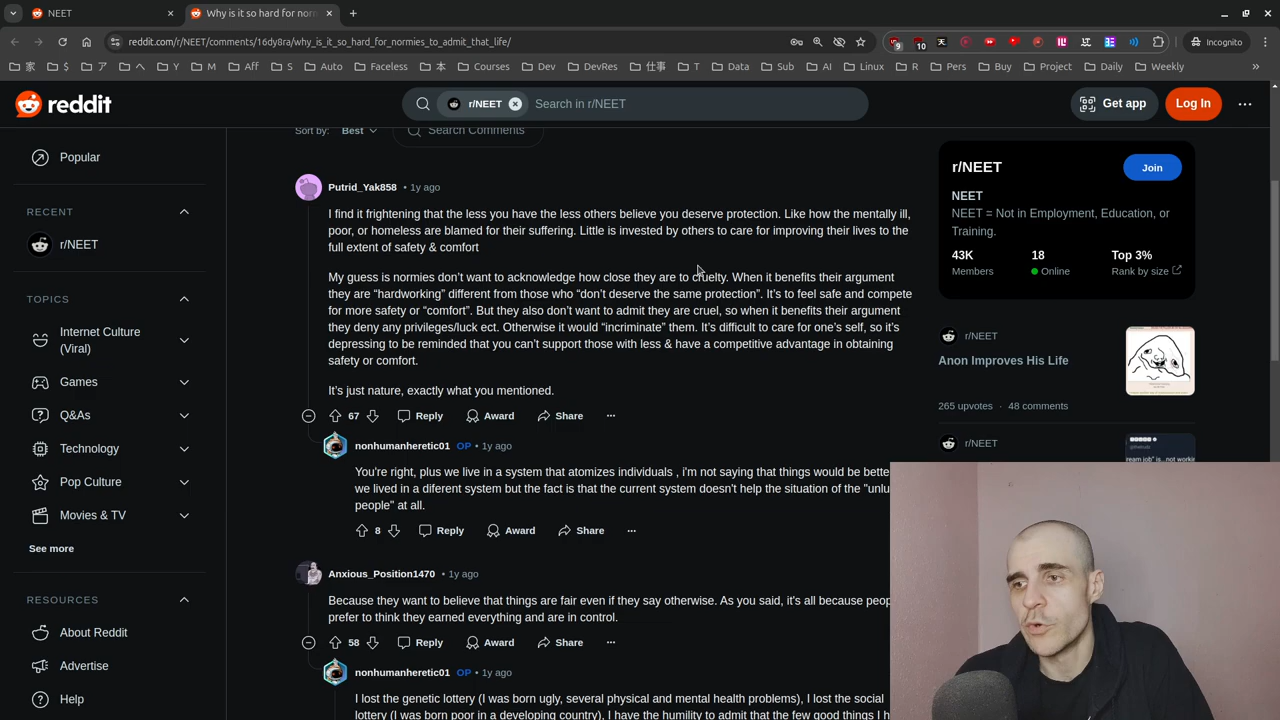 NEET
Why is it so hard for norm
reddit.com/r/NEET/comments/16dy8ra/why_is_it_so_hard_for_normies_to_admit_that_life/
9
10
Incognito
家
$
ア
へ
Y
M
Aff
S
Auto
Faceless
本
Courses
Dev
DevRes
仕事
T
Data
Sub
AI
Linux
R
Pers
Buy
Project
Daily
Weekly
reddit
r/NEET
Search in r/NEET
Get app
Log In
Popular
RECENT
r/NEET
TOPICS
Internet Culture
(Viral)
Games
Q&As
Technology
Pop Culture
Movies & TV
See more
RESOURCES
About Reddit
Advertise
Help
Sort by: Best
Search Comments
Putrid_Yak858 • 1y ago
I find it frightening that the less you have the less others believe you deserve protection. Like how the mentally ill,
poor, or homeless are blamed for their suffering. Little is invested by others to care for improving their lives to the
full extent of safety & comfort
My guess is normies don’t want to acknowledge how close they are to cruelty. When it benefits their argument
they are “hardworking” different from those who “don’t deserve the same protection”. It’s to feel safe and compete
for more safety or “comfort”. But they also don’t want to admit they are cruel, so when it benefits their argument
they deny any privileges/luck ect. Otherwise it would “incriminate” them. It’s difficult to care for one’s self, so it’s
depressing to be reminded that you can’t support those with less & have a competitive advantage in obtaining
safety or comfort.
It’s just nature, exactly what you mentioned.
67 Reply Award Share
nonhumanheretic01 OP • 1y ago
You're right, plus we live in a system that atomizes individuals , i'm not saying that things would be bette
we lived in a diferent system but the fact is that the current system doesn't help the situation of the "unlu
people" at all.
8 Reply Award Share
Anxious_Position1470 • 1y ago
Because they want to believe that things are fair even if they say otherwise. As you said, it's all because peop
prefer to think they earned everything and are in control.
58 Reply Award Share
nonhumanheretic01 OP • 1y ago
I lost the genetic lottery (I was born ugly, several physical and mental health problems), I lost the social
lottery (I was born poor in a developing country), I have the humility to admit that the few good things I h
r/NEET
Join
NEET
NEET = Not in Employment, Education, or
Training.
43K
18
Top 3%
Members
Online
Rank by size
r/NEET
Anon Improves His Life
265 upvotes • 48 comments
r/NEET